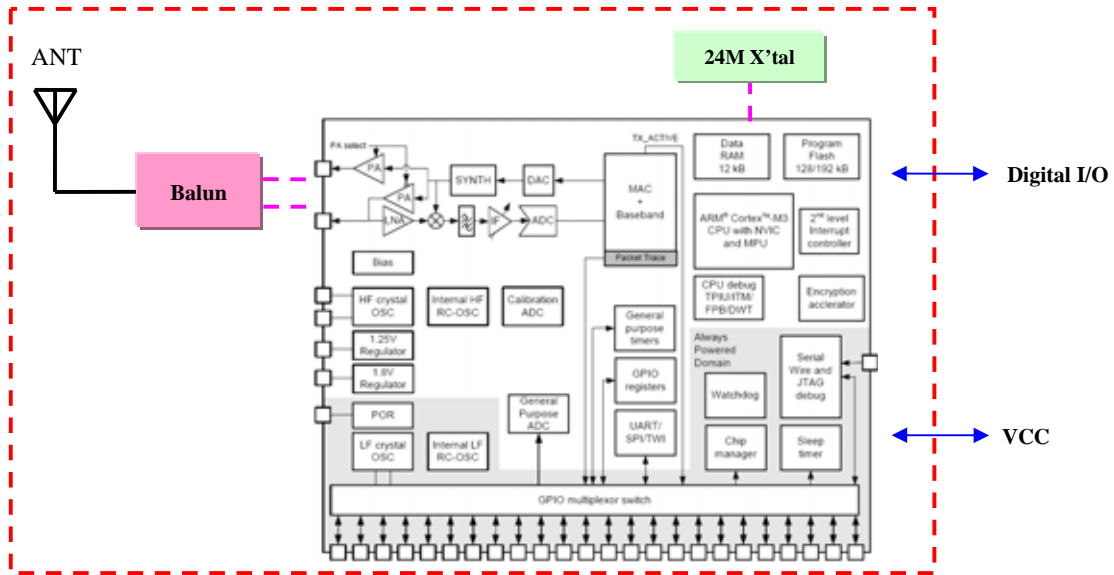 ANT
24M X'tal
Balun
Digital I/O
VCC
PA select
PA
PA
LNA
SYNTH
DAC
IF
ADC
TX_ACTIVE
MAC
+
Baseband
Packet Trace
Data
RAM
12 kB
Program
Flash
128/192 kB
ARM® Cortex™-M3
CPU with NVIC
and MPU
2nd level
Interrupt
controller
CPU debug
TPIU/ITM/
FPB/DWT
Encryption
acclerator
Bias
HF crystal
OSC
Internal HF
RC-OSC
Calibration
ADC
1.25V
Regulator
1.8V
Regulator
POR
LF crystal
OSC
Internal LF
RC-OSC
General
Purpose
ADC
General
purpose
timers
GPIO
registers
UART/
SPI/TWI
Always
Powered
Domain
Watchdog
Serial
Wire and
JTAG
debug
Chip
manager
Sleep
timer
GPIO multiplexor switch